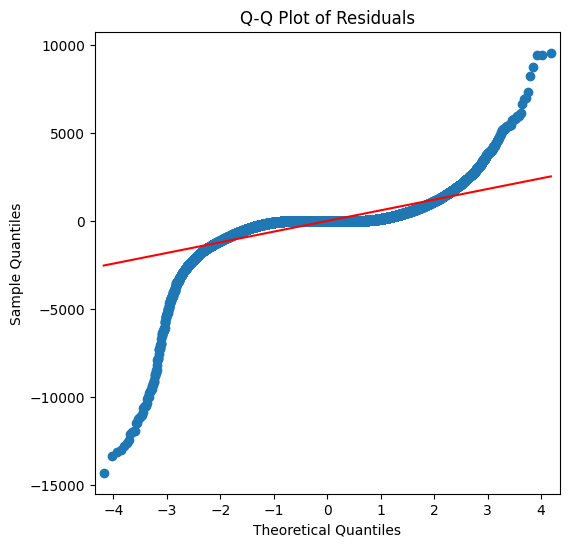 Q-Q Plot of Residuals
10000
5000
0
−5000
−10000
−15000
Sample Quantiles
−4 −3 −2 −1 0 1 2 3 4
Theoretical Quantiles